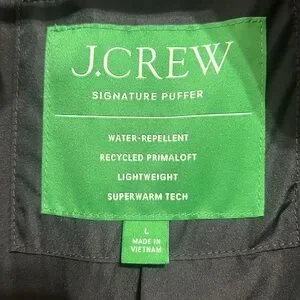 J.CREW
SIGNATURE PUFFER
WATER-REPELLENT
RECYCLED PRIMALOFT
LIGHTWEIGHT
SUPERWARM TECH
L
MADE IN
VIETNAM